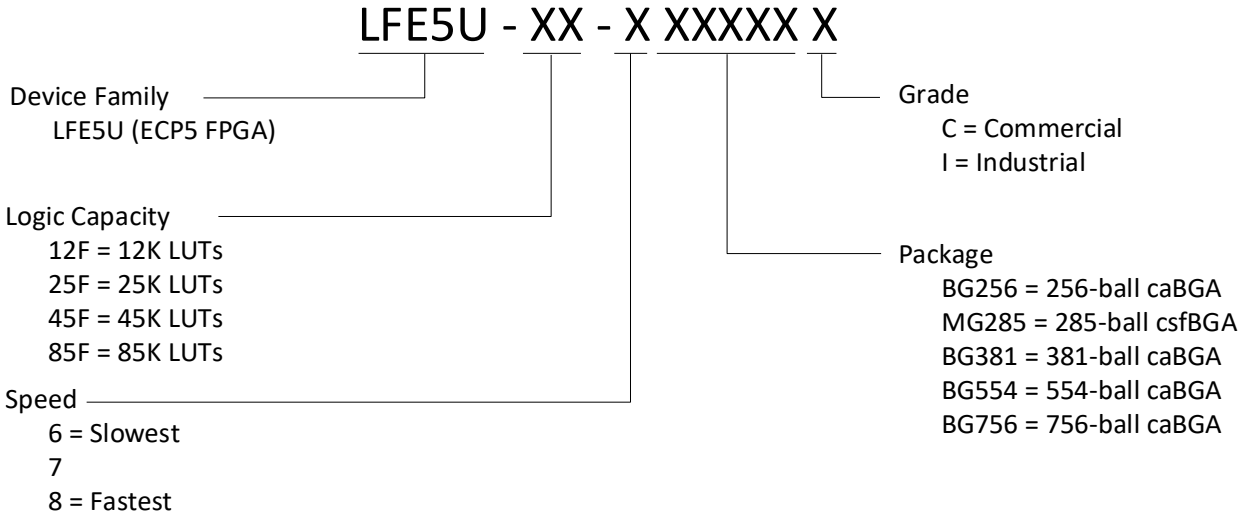 LFE5U - XX - X XXXXX X
Device Family
LFE5U (ECP5 FPGA)
Logic Capacity
12F = 12K LUTs
25F = 25K LUTs
45F = 45K LUTs
85F = 85K LUTs
Speed
6 = Slowest
7
8 = Fastest
Grade
C = Commercial
I = Industrial
Package
BG256 = 256-ball caBGA
MG285 = 285-ball csfBGA
BG381 = 381-ball caBGA
BG554 = 554-ball caBGA
BG756 = 756-ball caBGA